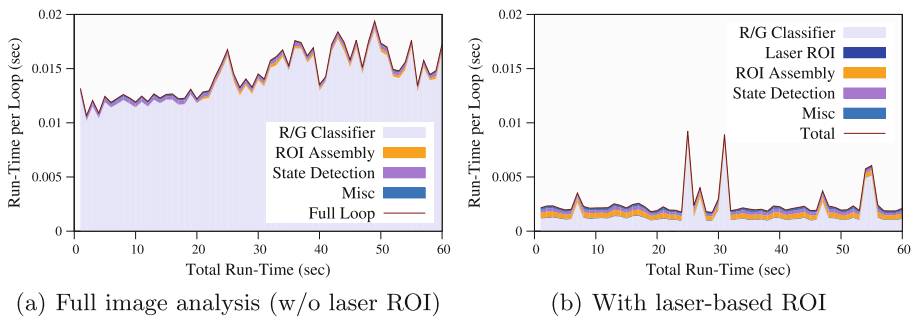 0.02
0.015
0.01
0.005
0
Run-Time per Loop (sec)
R/G Classifier
ROI Assembly
State Detection
Misc
Full Loop
0 10 20 30 40 50 60
Total Run-Time (sec)
(a) Full image analysis (w/o laser ROI)
0.02
0.015
0.01
0.005
0
Run-Time per Loop (sec)
R/G Classifier
Laser ROI
ROI Assembly
State Detection
Misc
Total
0 10 20 30 40 50 60
Total Run-Time (sec)
(b) With laser-based ROI